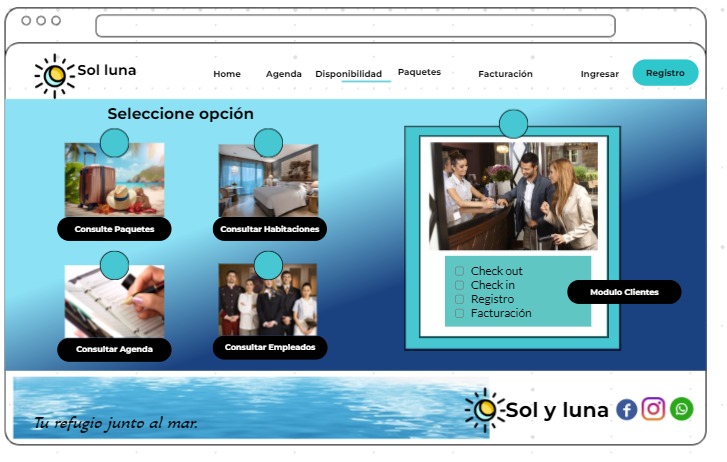 Sol luna
Home
Agenda
Disponibilidad
Paquetes
Facturación
Ingresar
Registro
Seleccione opción
Consulte Paquetes
Consultar Habitaciones
Consultar Agenda
Consultar Empleados
Check out
Check in
Registro
Facturación
Modulo Clientes
Tu refugio junto al mar.
Sol y luna